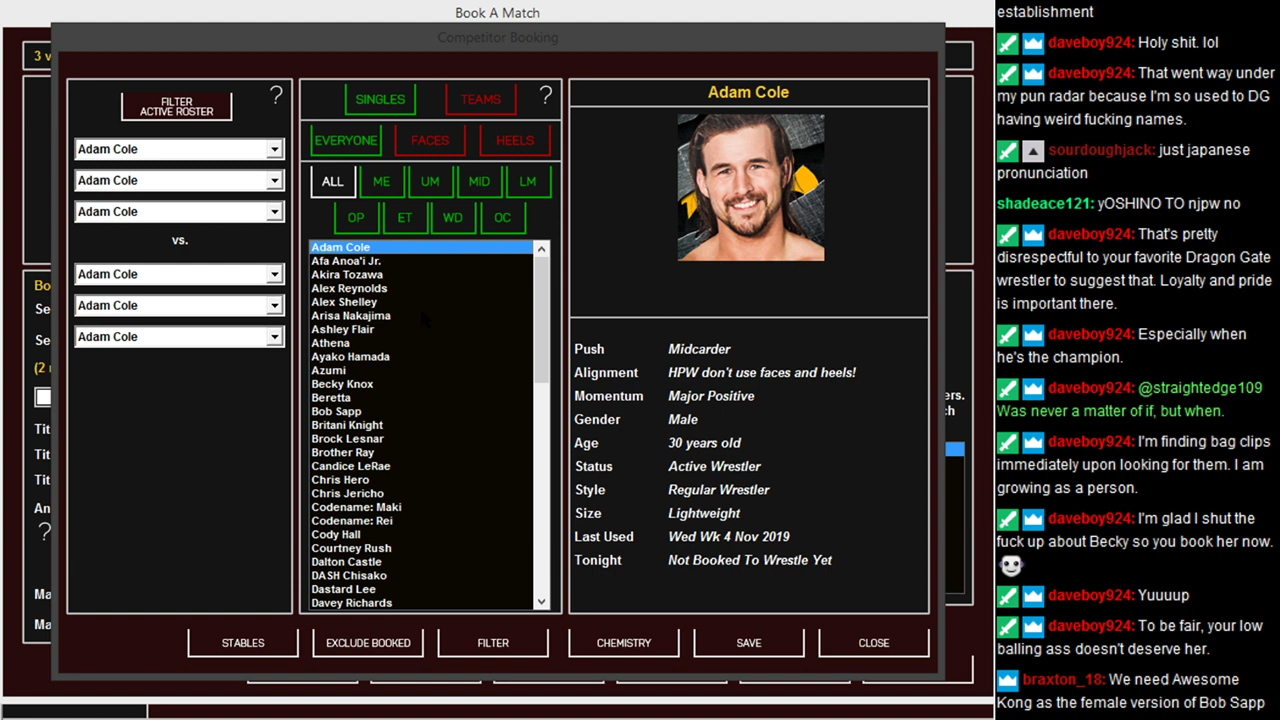 Book A Match
Competitor Booking
3 v
FILTER
ACTIVE ROSTER
?
Adam Cole
Adam Cole
Adam Cole
vs.
Adam Cole
Adam Cole
Adam Cole
Bo
Se
Se
(2
Tit
Tit
Tit
An
?
Ma
Ma
SINGLES
TEAMS
?
EVERYONE
FACES
HEELS
ALL
ME
UM
MID
LM
OP
ET
WD
OC
Adam Cole
Afa Anoa'i Jr.
Akira Tozawa
Alex Reynolds
Alex Shelley
Arisa Nakajima
Ashley Flair
Athena
Ayako Hamada
Azumi
Becky Knox
Beretta
Bob Sapp
Britani Knight
Brock Lesnar
Brother Ray
Candice LeRae
Chris Hero
Chris Jericho
Codename: Maki
Codename: Rei
Cody Hall
Courtney Rush
Dalton Castle
DASH Chisako
Dastard Lee
Davey Richards
Adam Cole
Push Midcarder
Alignment HPW don't use faces and heels!
Momentum Major Positive
Gender Male
Age 30 years old
Status Active Wrestler
Style Regular Wrestler
Size Lightweight
Last Used Wed Wk 4 Nov 2019
Tonight Not Booked To Wrestle Yet
ers.
ch
STABLES
EXCLUDE BOOKED
FILTER
CHEMISTRY
SAVE
CLOSE
establishment
daveboy924: Holy shit. lol
daveboy924: That went way under
my pun radar because I'm so used to DG
having weird fucking names.
sourdoughjack: just japanese
pronunciation
shadeace121: yOSHINO TO njpw no
daveboy924: That's pretty
disrespectful to your favorite Dragon Gate
wrestler to suggest that. Loyalty and pride
is important there.
daveboy924: Especially when
he's the champion.
daveboy924: @straightedge109
Was never a matter of if, but when.
daveboy924: I'm finding bag clips
immediately upon looking for them. I am
growing as a person.
daveboy924: I'm glad I shut the
fuck up about Becky so you book her now.
daveboy924: Yuuuup
daveboy924: To be fair, your low
balling ass doesn't deserve her.
braxton_18: We need Awesome
Kong as the female version of Bob Sapp